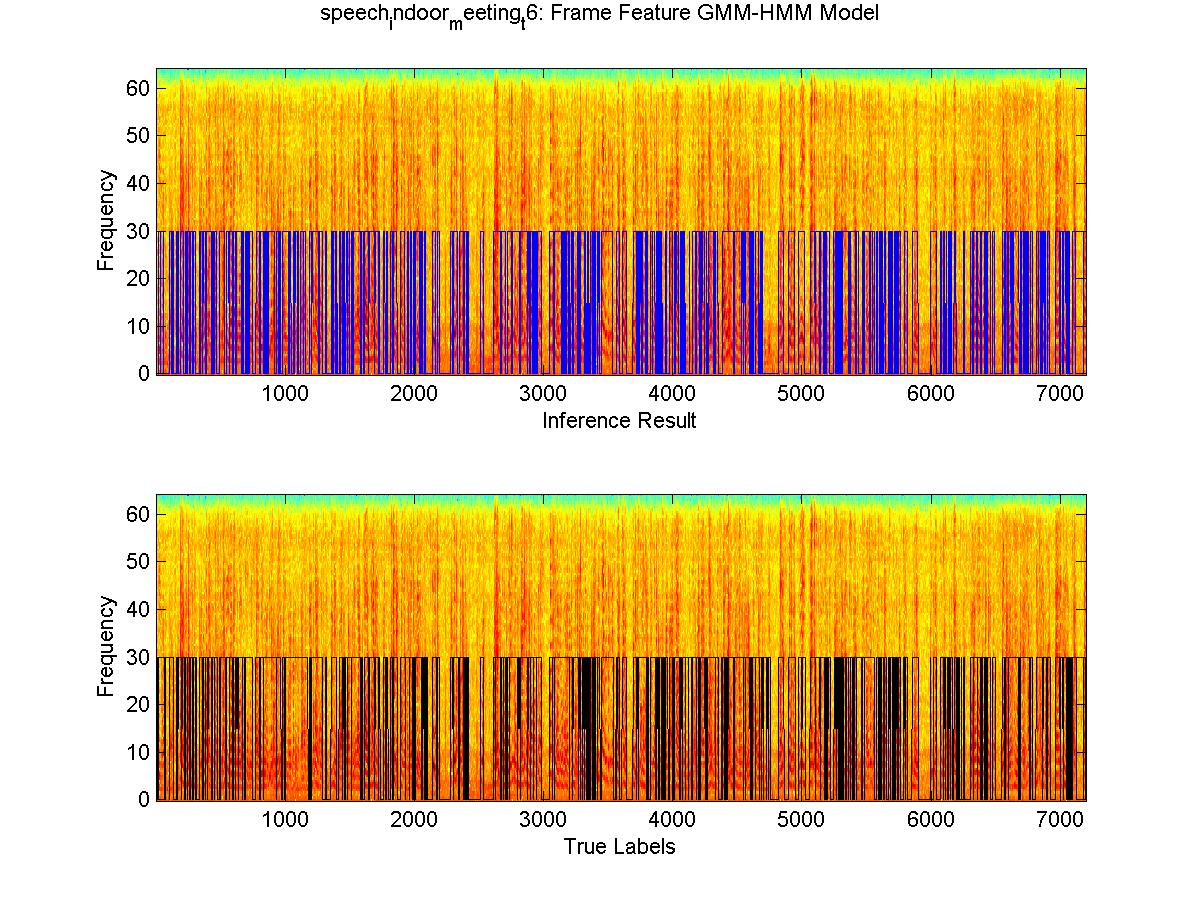 speech_indoor_meeting_t6: Frame Feature GMM-HMM Model
60
50
40
30
20
10
0
Frequency
1000 2000 3000 4000 5000 6000 7000
Inference Result
60
50
40
30
20
10
0
Frequency
1000 2000 3000 4000 5000 6000 7000
True Labels